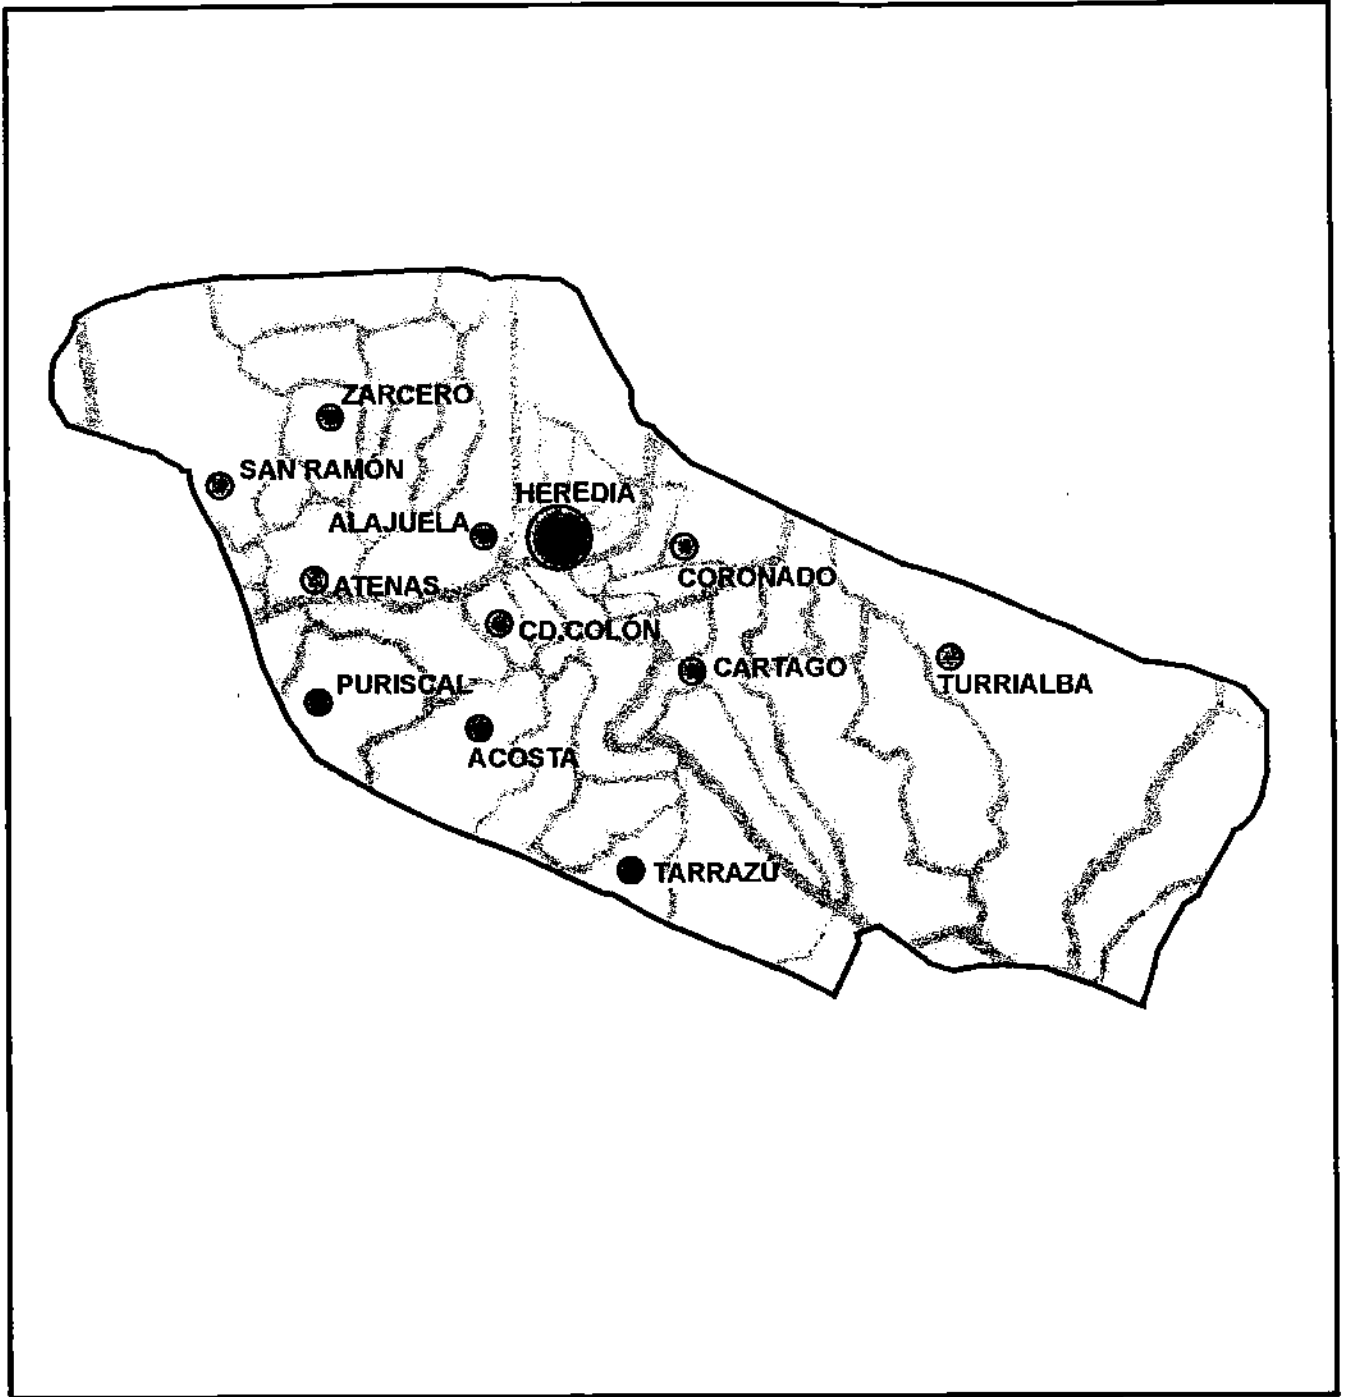 ZARCERO
SAN RAMÓN
HEREDIA
ALAJUELA
CORONADO
ATENAS
CD.COLÓN
CARTAGO
PURISCAL
TURRIALBA
ACOSTA
TARRAZÚ